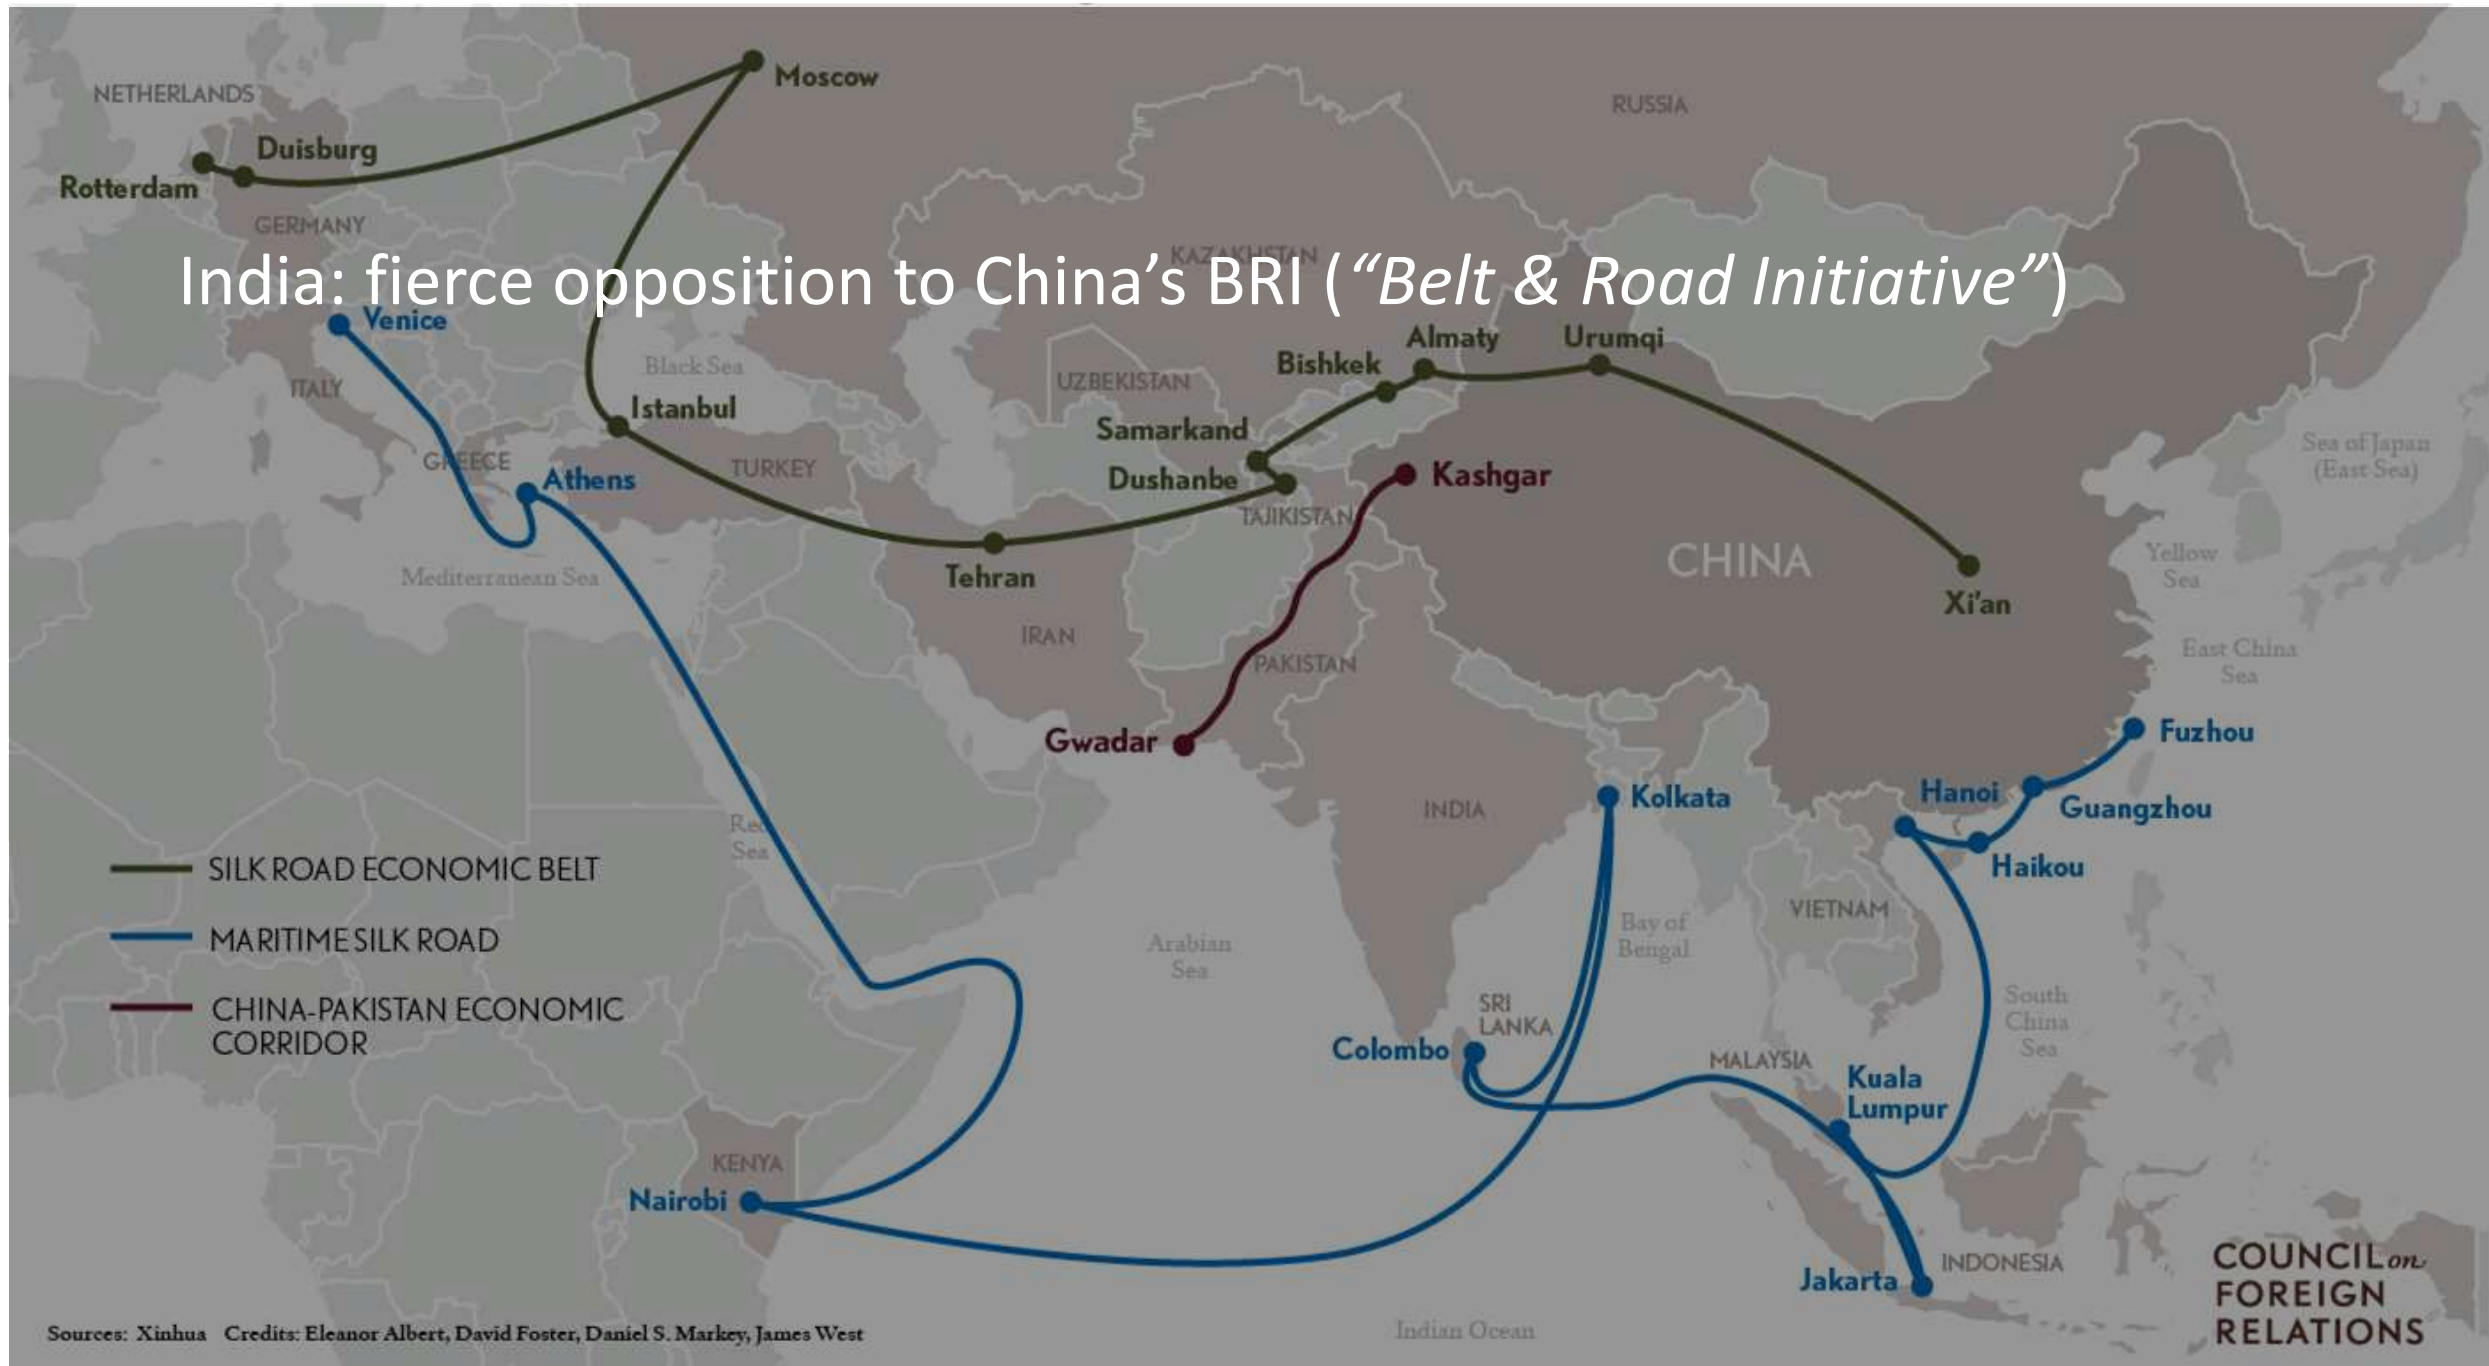 Moscow
NETHERLANDS
RUSSIA
Duisburg
Rotterdam
GERMANY
KAZAKHSTAN
India: fierce opposition to China’s BRI (“Belt & Road Initiative”)
Venice
Almaty
Urumqi
Bishkek
Black Sea
UZBEKISTAN
ITALY
Istanbul
Samarkand
Sea of Japan
(East Sea)
GREECE
TURKEY
Athens
Dushanbe
Kashgar
TAJIKISTAN
CHINA
Yellow
Sea
Mediterranean Sea
Tehran
Xi'an
IRAN
PAKISTAN
East China
Sea
Gwadar
Fuzhou
Kolkata
Hanoi
INDIA
Guangzhou
Red
Sea
SILK ROAD ECONOMIC BELT
Haikou
VIETNAM
Bay of
Bengal
MARITIME SILK ROAD
Arabian
Sea
CHINA-PAKISTAN ECONOMIC
CORRIDOR
SRI
LANKA
South
China
Sea
Colombo
MALAYSIA
Kuala
Lumpur
KENYA
Nairobi
INDONESIA
Jakarta
COUNCIL on
FOREIGN
RELATIONS
Sources: Xinhua Credits: Eleanor Albert, David Foster, Daniel S. Markey, James West
Indian Ocean